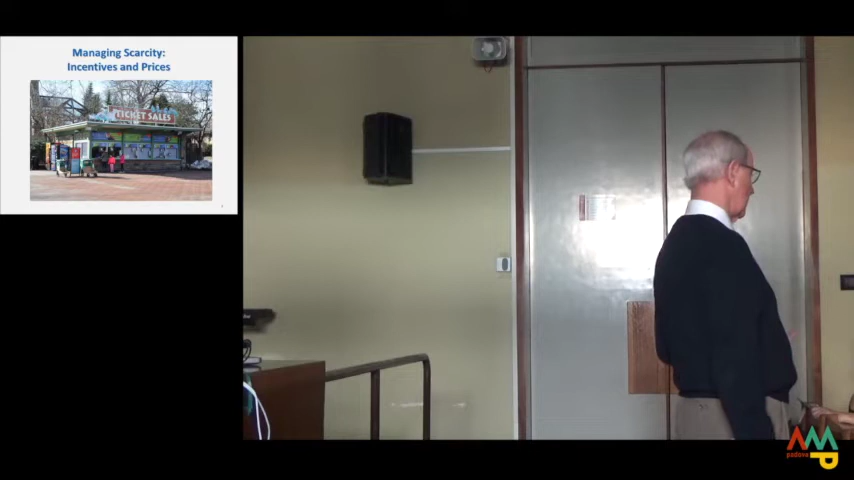 Managing Scarcity:
Incentives and Prices
TICKET SALES
padova